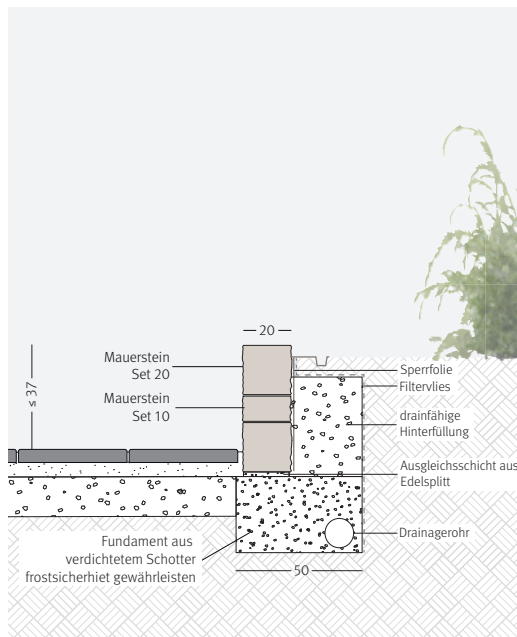 20
Mauerstein
Set 20
≤ 37
Mauerstein
Set 10
Sperrfolie
Filtervlies
drainfähige
Hinterfüllung
Ausgleichsschicht aus
Edelsplitt
Drainagerohr
Fundament aus
verdichtetem Schotter
frostsicherhiet gewährleisten
50